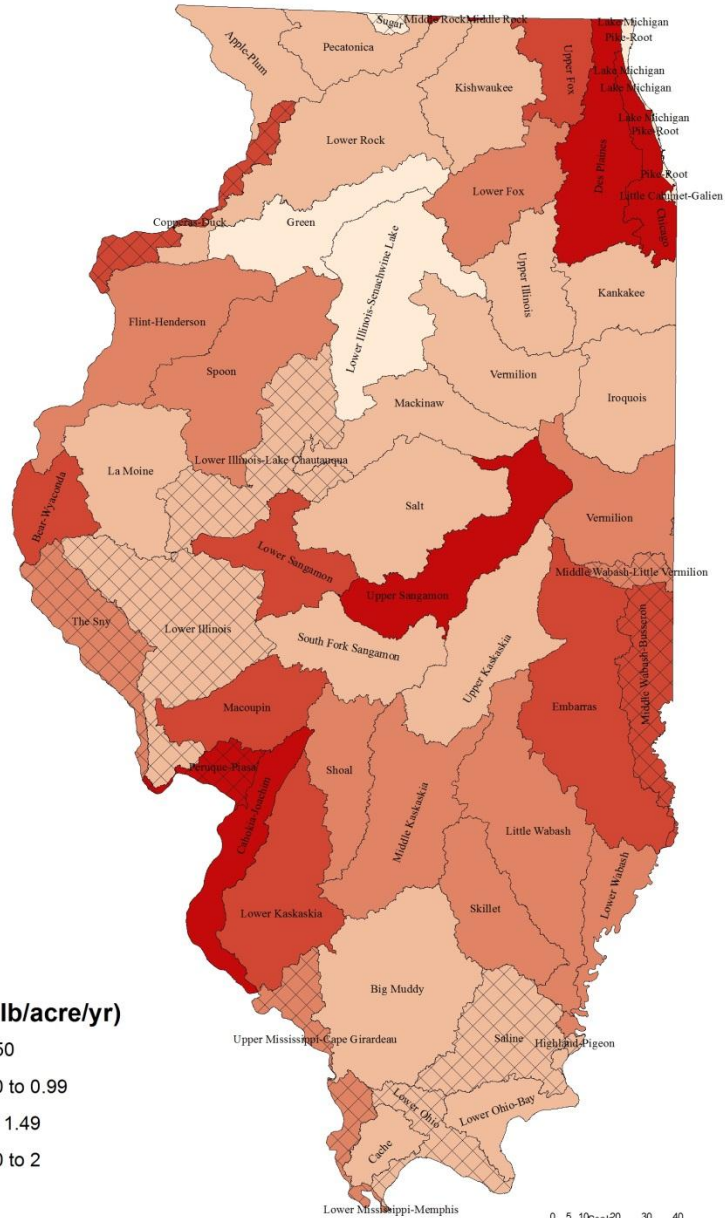 Lake Michigan
Middle Rock
Middle Rock
Sugar
Pike-Root
Pecatonica
Apple-Plum
Upper Fox
Lake Michigan
Kishwaukee
Lake Michigan
Lake Michigan
Pike-Root
Lower Rock
Des Plaines
Pike-Root
Lower Fox
Little Calumet-Galien
Copperas-Duck
Green
Chicago
Lower Illinois-Senachwine Lake
Upper Illinois
Kankakee
Flint-Henderson
Spoon
Vermilion
Iroquois
Mackinaw
Lower Illinois-Lake Chautauqua
La Moine
Bear-Wyaconda
Salt
Vermilion
Lower Sangamon
Middle Wabash-Little Vermilion
Upper Sangamon
The Sny
Lower Illinois
South Fork Sangamon
Upper Kaskaskia
Middle Wabash-Busseron
Macoupin
Embarras
Peruque-Piasa
Shoal
Cahokia-Joachim
Middle Kaskaskia
Little Wabash
Lower Wabash
Lower Kaskaskia
Skillet
Big Muddy
lb/acre/yr)
50
Upper Mississippi-Cape Girardeau
Saline
Highland-Pigeon
0 to 0.99
Lower Ohio
Lower Ohio-Bay
1.49
Cache
0 to 2
Lower Mississippi-Memphis
0 5 10 20 30 40